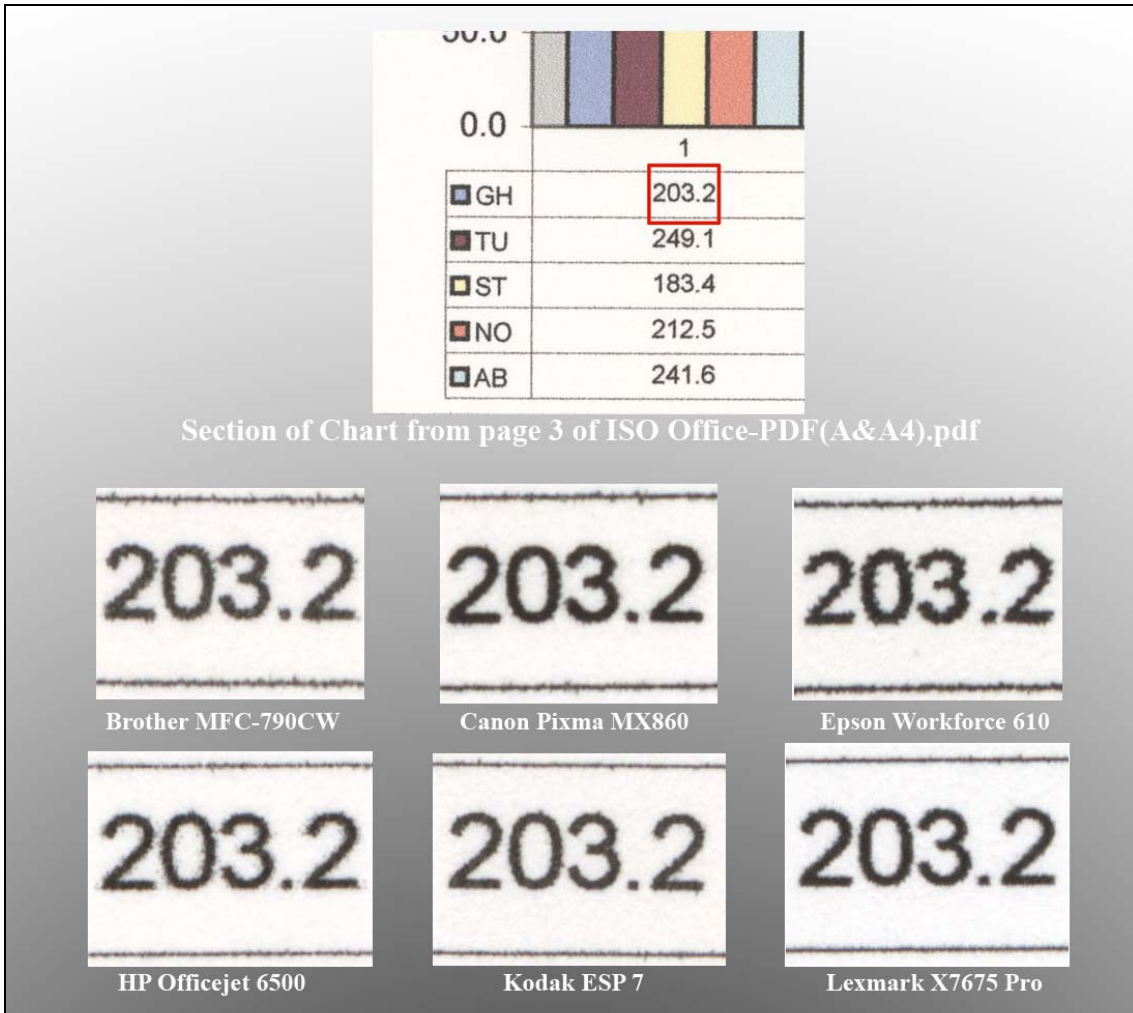 50.0
0.0
1
GH 203.2
TU 249.1
ST 183.4
NO 212.5
AB 241.6
Section of Chart from page 3 of ISO Office-PDF(A&A4).pdf
203.2 203.2 203.2
Brother MFC-790CW Canon Pixma MX860 Epson Workforce 610
203.2 203.2 203.2
HP Officejet 6500 Kodak ESP 7 Lexmark X7675 Pro